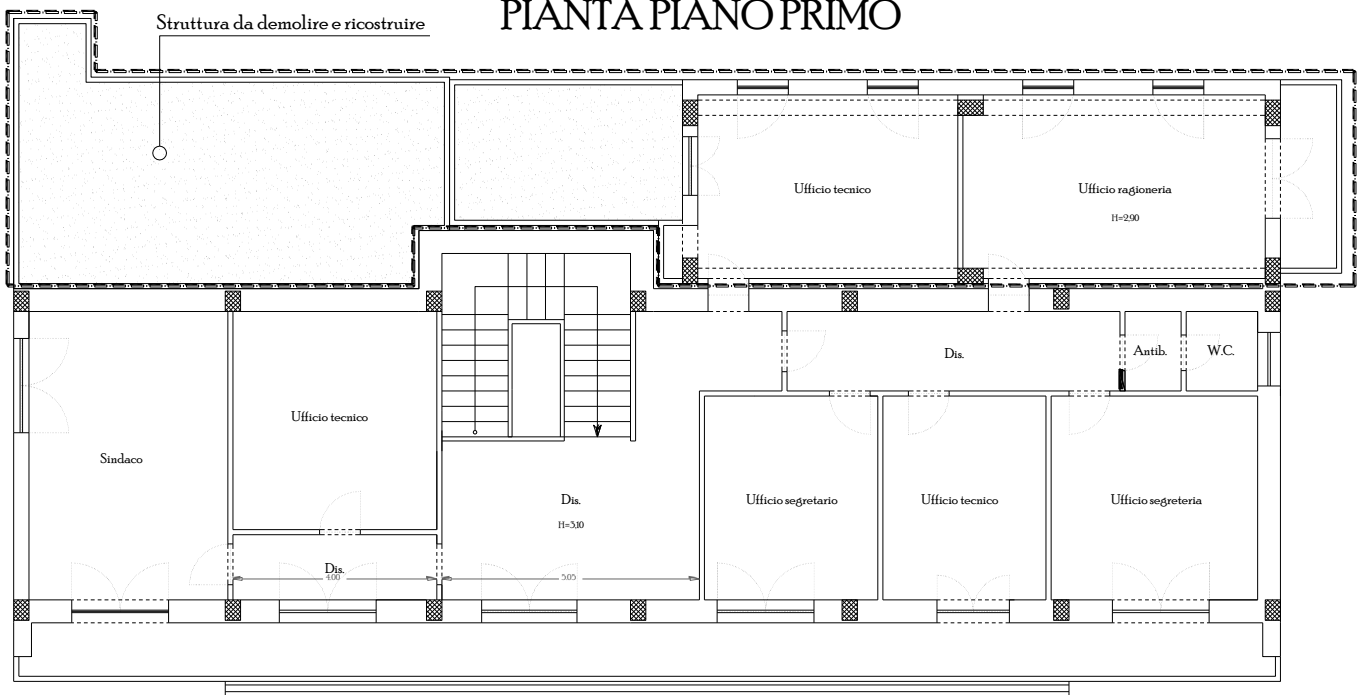 PIANTA PIANO PRIMO
Struttura da demolire e ricostruire
Ufficio tecnico
Ufficio ragioneria
H=2,90
Dis.
Antib.
W.C.
Ufficio tecnico
Sindaco
Dis.
H=3,10
Ufficio segretario
Ufficio tecnico
Ufficio segreteria
Dis.
4.00
5.05